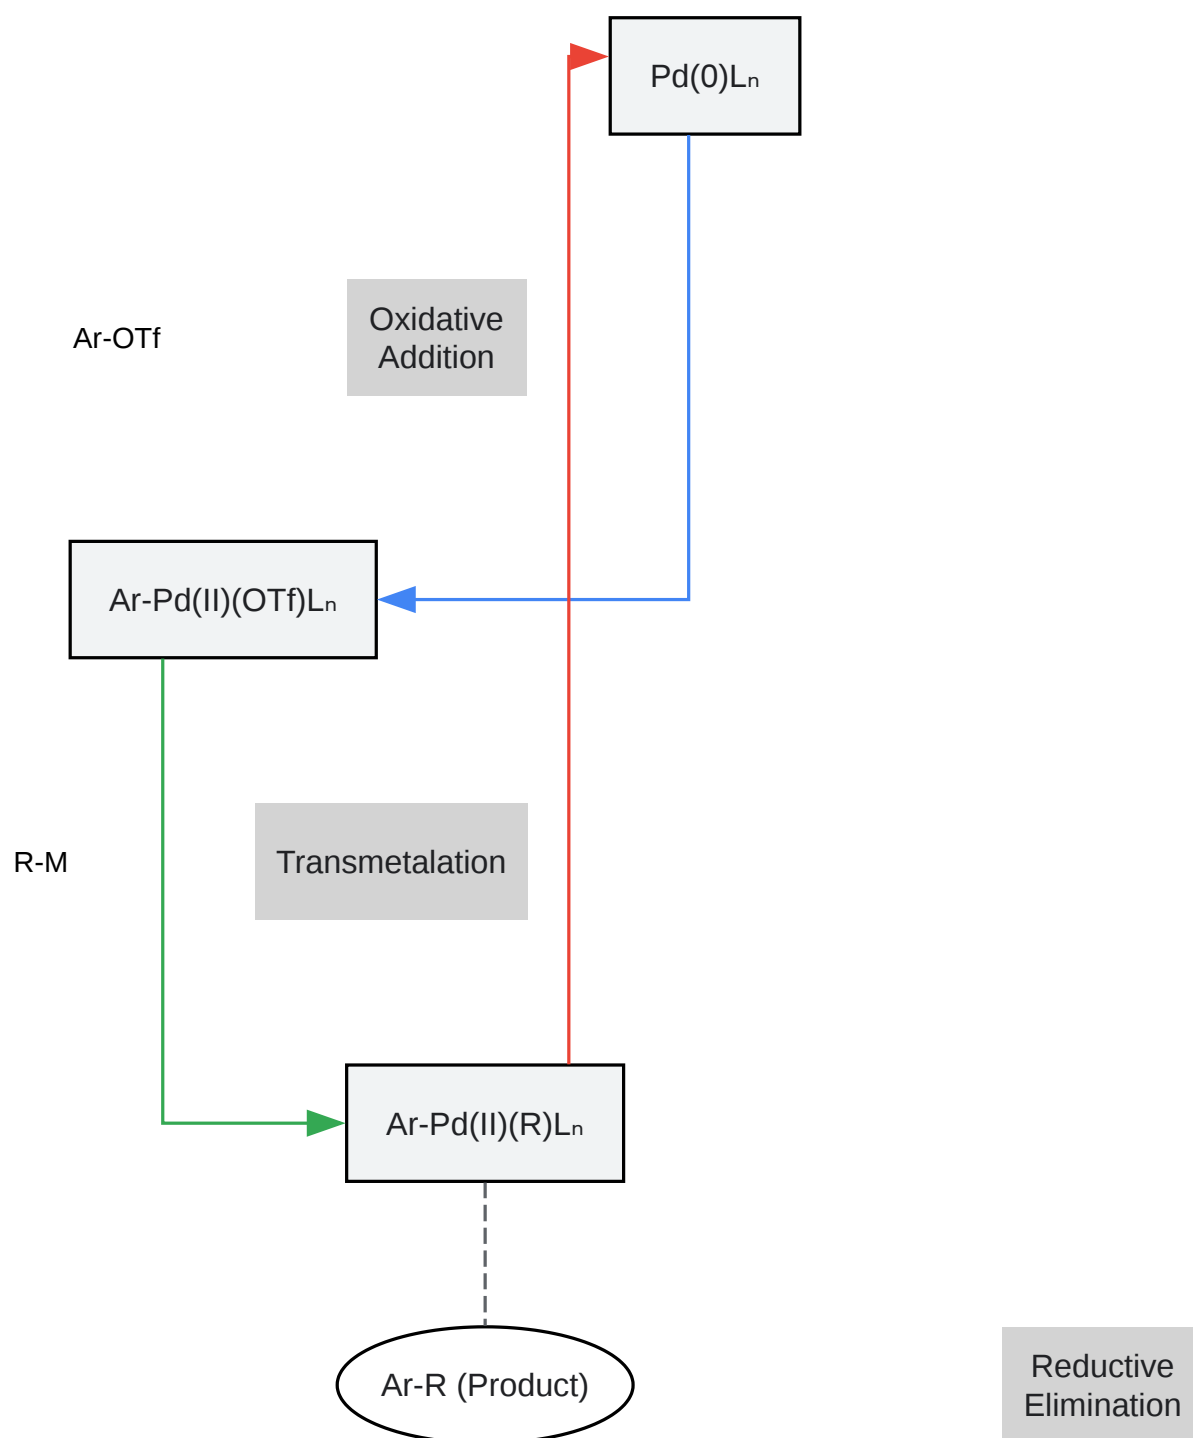 Pd(0)Lₙ
Ar-OTf
Oxidative
Addition
Ar-Pd(II)(OTf)Lₙ
R-M
Transmetalation
Ar-Pd(II)(R)Lₙ
Ar-R (Product)
Reductive
Elimination